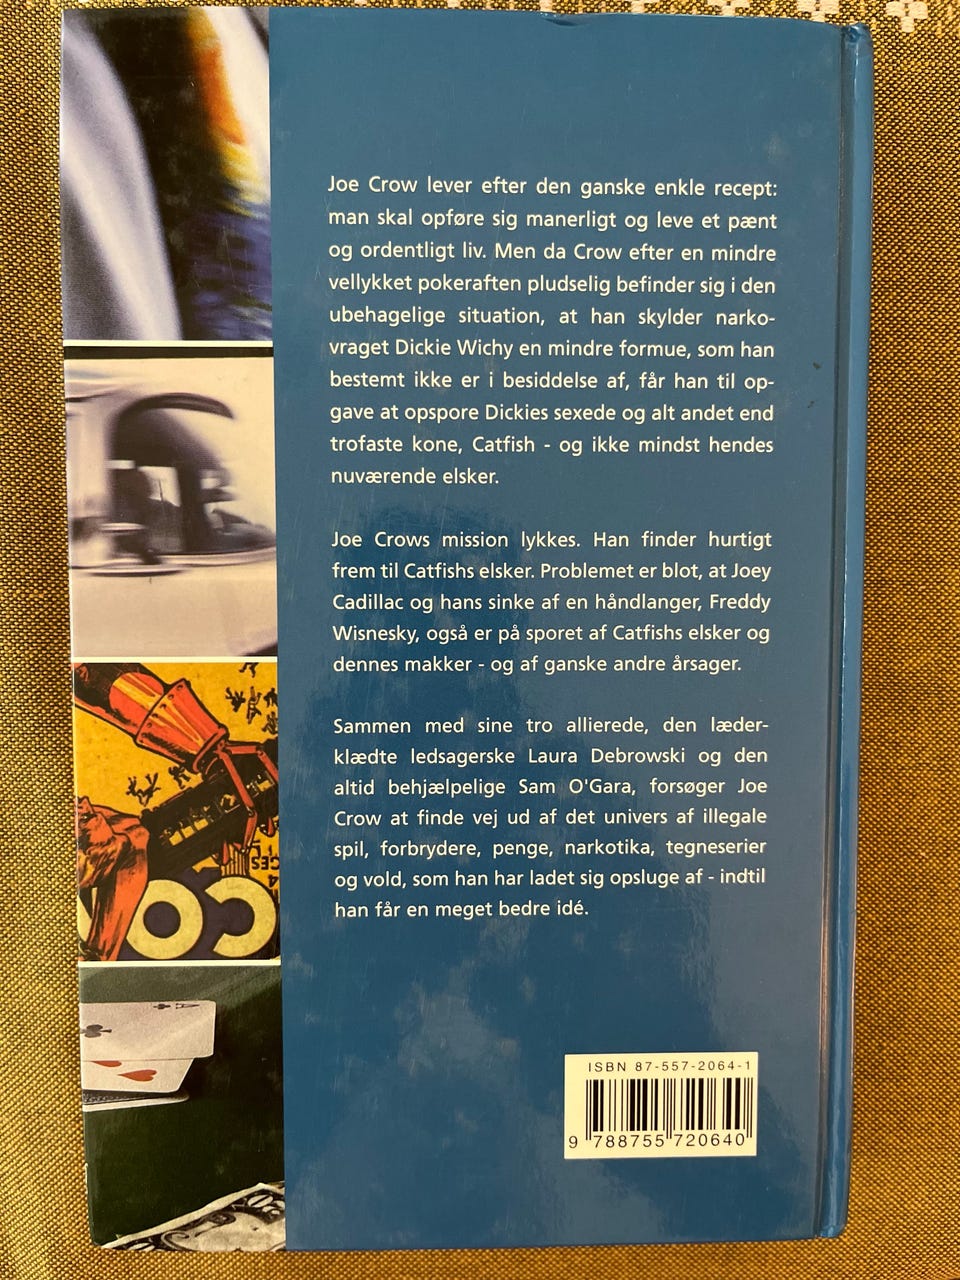 Joe Crow lever efter den ganske enkle recept:
man skal opføre sig manerligt og leve et pænt
og ordentligt liv. Men da Crow efter en mindre
vellykket pokeraften pludselig befinder sig i den
ubehagelige situation, at han skylder narko-
vraget Dickie Wichy en mindre formue, som han
bestemt ikke er i besiddelse af, får han til op-
gave at opspore Dickies sexede og alt andet end
trofaste kone, Catfish - og ikke mindst hendes
nuværende elsker.
Joe Crows mission lykkes. Han finder hurtigt
frem til Catfishs elsker. Problemet er blot, at Joey
Cadillac og hans sinke af en håndlanger, Freddy
Wisnesky, også er på sporet af Catfishs elsker og
dennes makker - og af ganske andre årsager.
Sammen med sine tro allierede, den læder-
klædte ledsagerske Laura Debrowski og den
altid behjælpelige Sam O'Gara, forsøger Joe
Crow at finde vej ud af det univers af illegale
spil, forbrydere, penge, narkotika, tegneserier
og vold, som han har ladet sig opsluge af - indtil
han får en meget bedre idé.
CO
A
ISBN 87-557-2064-1
9 788755 720640